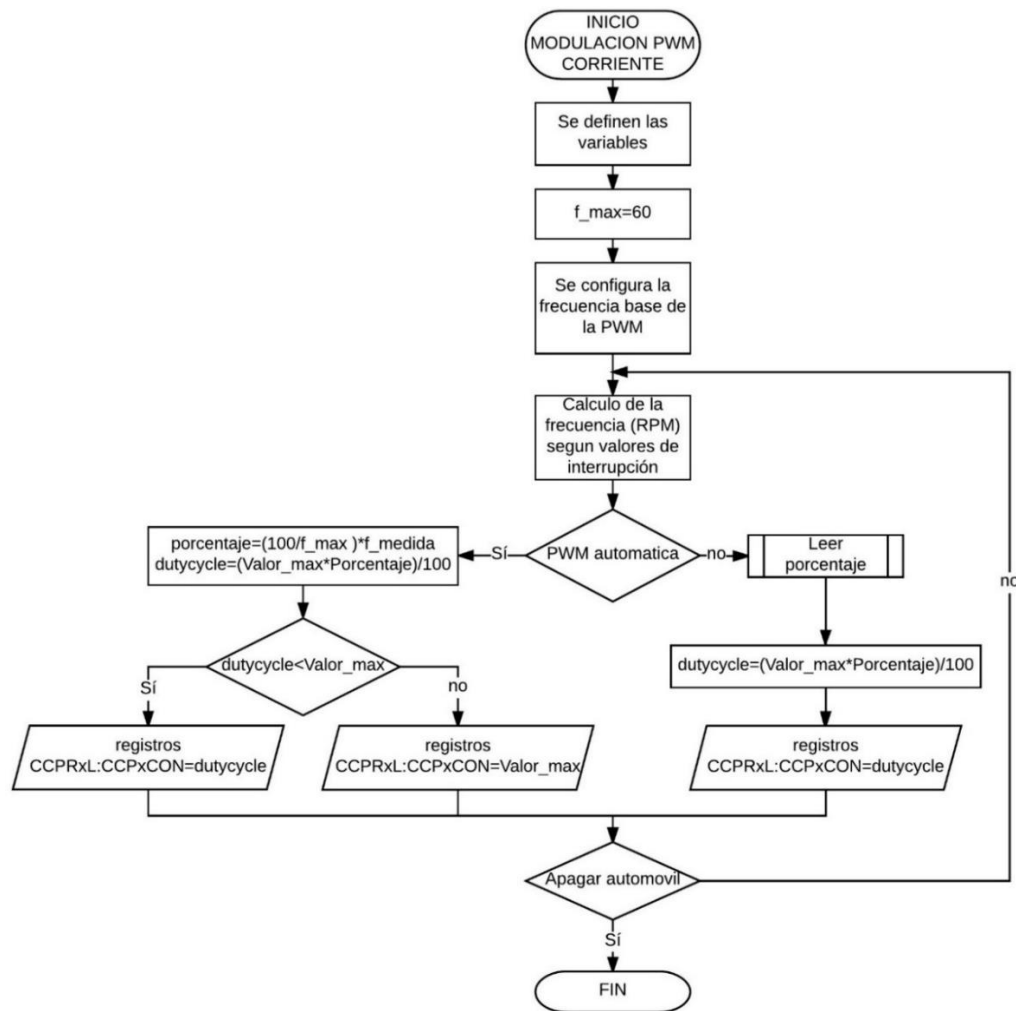 INICIO
MODULACION PWM
CORRIENTE
Se definen las
variables
f_max=60
Se configura la
frecuencia base de
la PWM
Calculo de la
frecuencia (RPM)
segun valores de
interrupción
PWM automatica
Sí
no
porcentaje=(100/f_max )*f_medida
dutycycle=(Valor_max*Porcentaje)/100
Leer
porcentaje
no
dutycycle<Valor_max
Sí
no
dutycycle=(Valor_max*Porcentaje)/100
registros
CCPRxL:CCPxCON=dutycycle
registros
CCPRxL:CCPxCON=Valor_max
registros
CCPRxL:CCPxCON=dutycycle
Apagar automovil
Sí
FIN